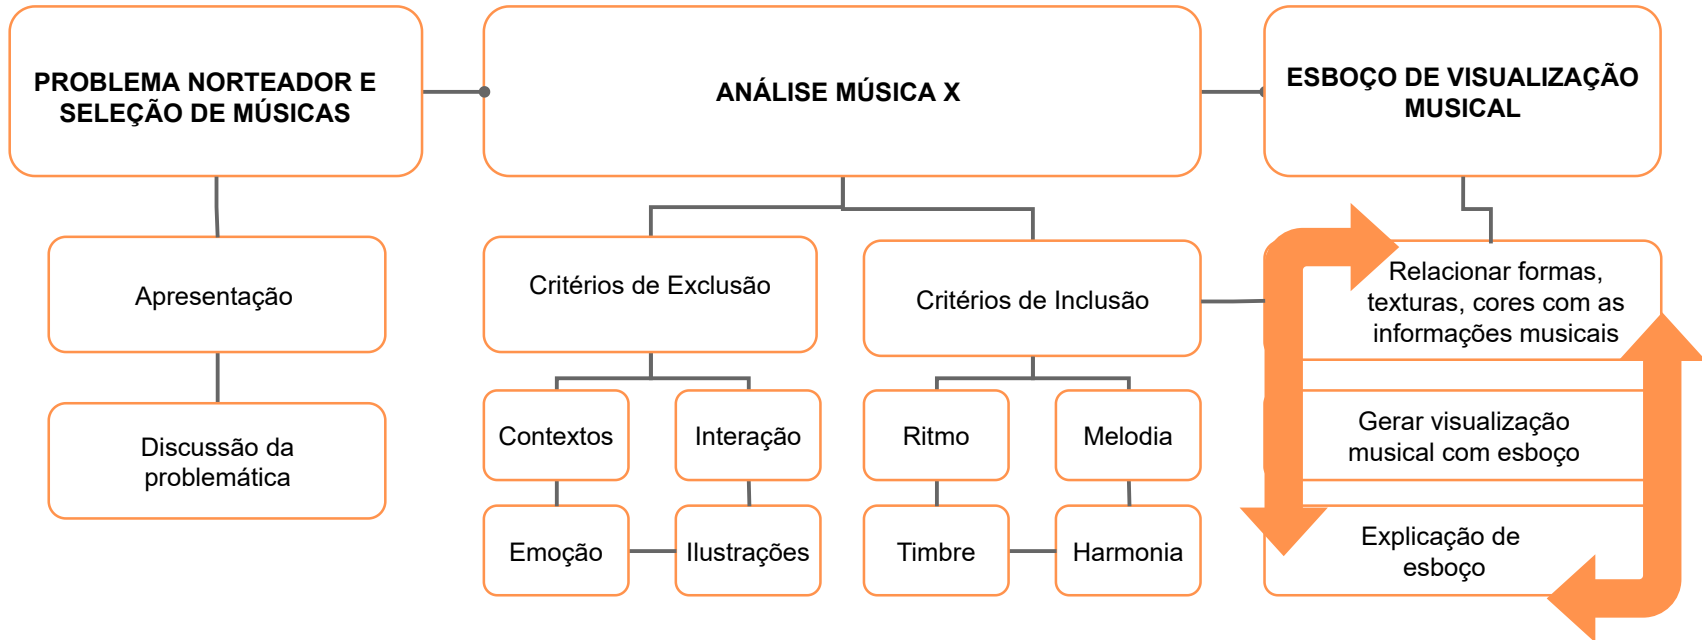 PROBLEMA NORTEADOR E
SELEÇÃO DE MÚSICAS
ANÁLISE MÚSICA X
ESBOÇO DE VISUALIZAÇÃO
MUSICAL
Apresentação
Discussão da
problemática
Critérios de Exclusão
Contextos
Interação
Emoção
Ilustrações
Critérios de Inclusão
Ritmo
Melodia
Timbre
Harmonia
Relacionar formas,
texturas, cores com as
informações musicais
Gerar visualização
musical com esboço
Explicação de
esboço